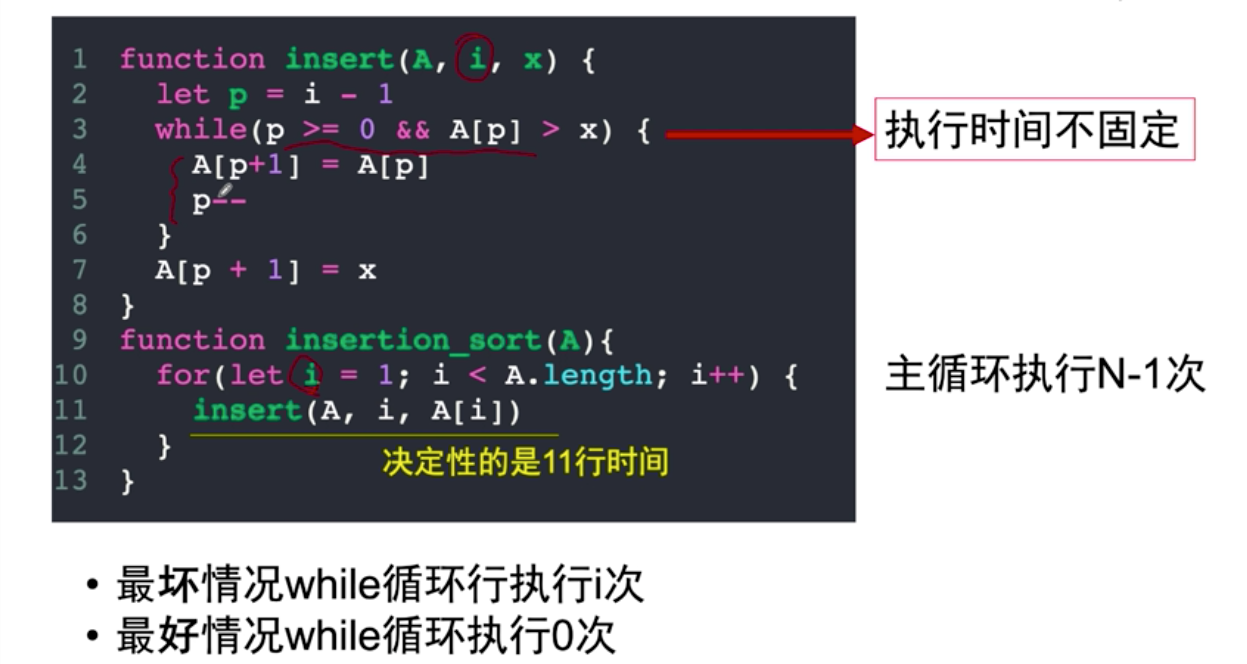 1 function insert(A, i, x) {
2 let p = i - 1
3 while(p >= 0 && A[p] > x) {
执行时间不固定
4 A[p+1] = A[p]
5 p--
6 }
7 A[p + 1] = x
8 }
9 function insertion_sort(A){
10 for(let i = 1; i < A.length; i++) {
主循环执行N-1次
11 insert(A, i, A[i])
12 }
决定性的是11行时间
13 }
• 最坏情况while循环行执行i次
• 最好情况while循环执行0次